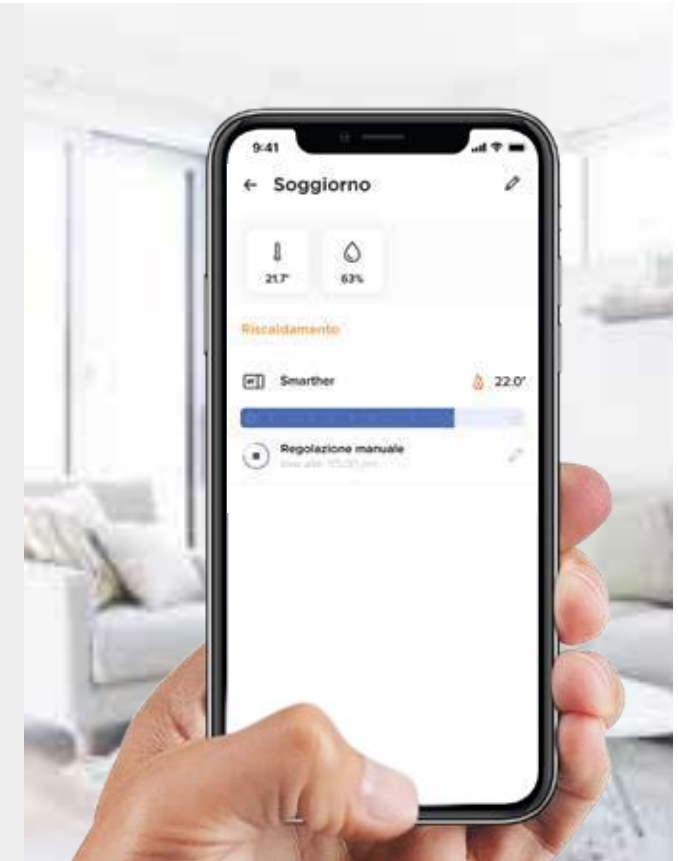 9:41
Soggiorno
21.7°
63%
Riscaldamento
Smarther
22.0°
Regolazione manuale